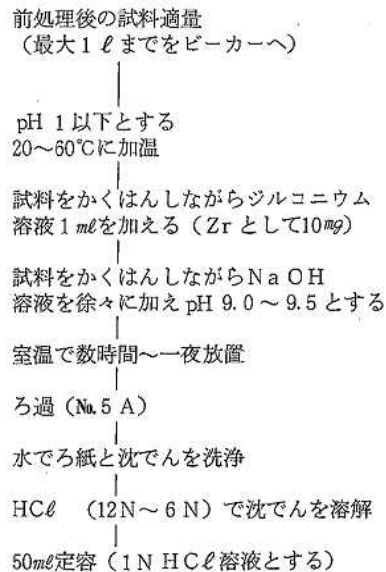 前処理後の試料適量
(最大1ℓまでをビーカーへ)
pH 1以下とする
20~60℃に加温
試料をかくはんしながらジルコニウム
溶液1mℓを加える(Zrとして10mg)
試料をかくはんしながらNaOH
溶液を徐々に加えpH 9.0~9.5とする
室温で数時間~一夜放置
ろ過(No.5A)
水でろ紙と沈でんを洗浄
HCℓ (12N~6N)で沈でんを溶解
50mℓ定容(1N HCℓ溶液とする)